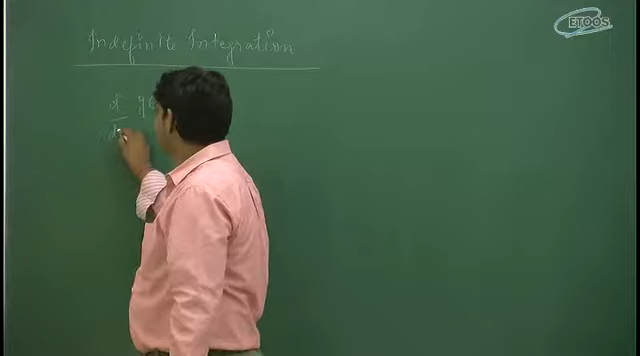 ETOOS
Indefinite Integration
d g(
d